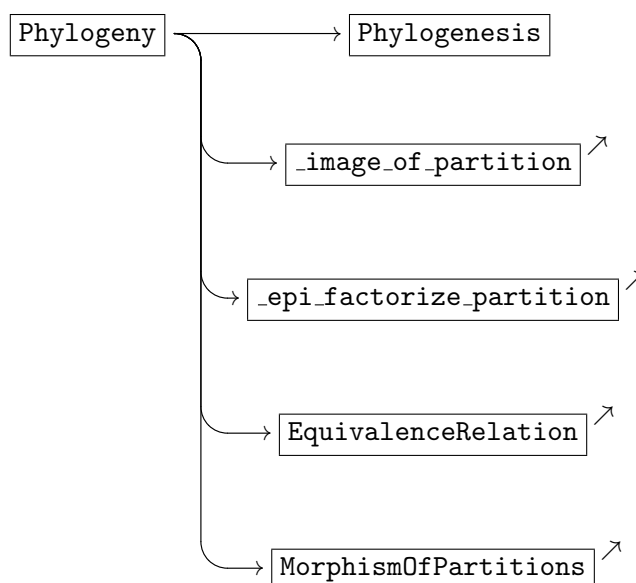 Phylogeny
Phylogenesis
_image_of_partition
_epi_factorize_partition
EquivalenceRelation
MorphismOfPartitions